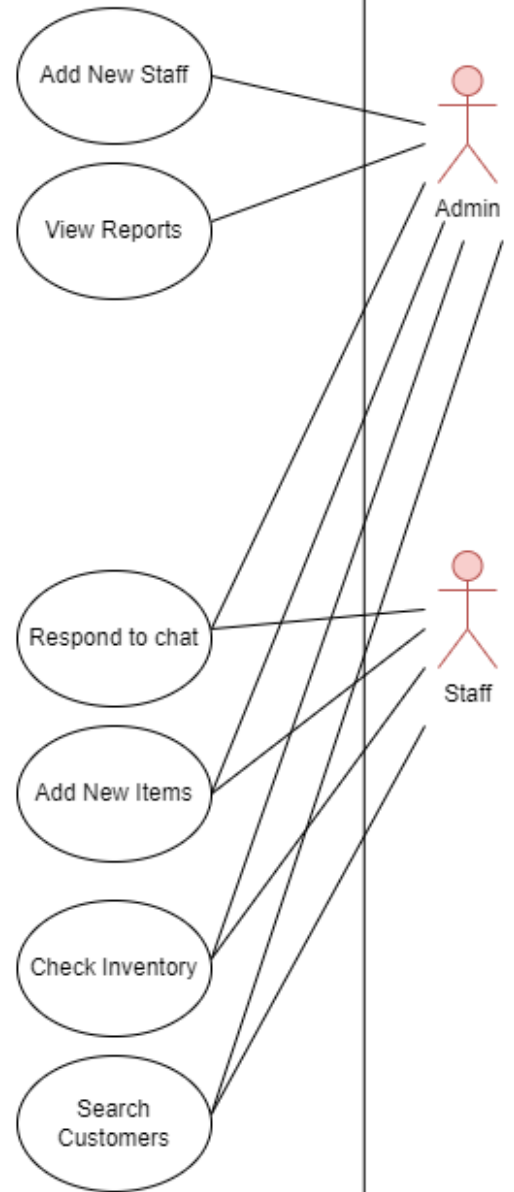 Add New Staff
View Reports
Admin
Respond to chat
Staff
Add New Items
Check Inventory
Search
Customers